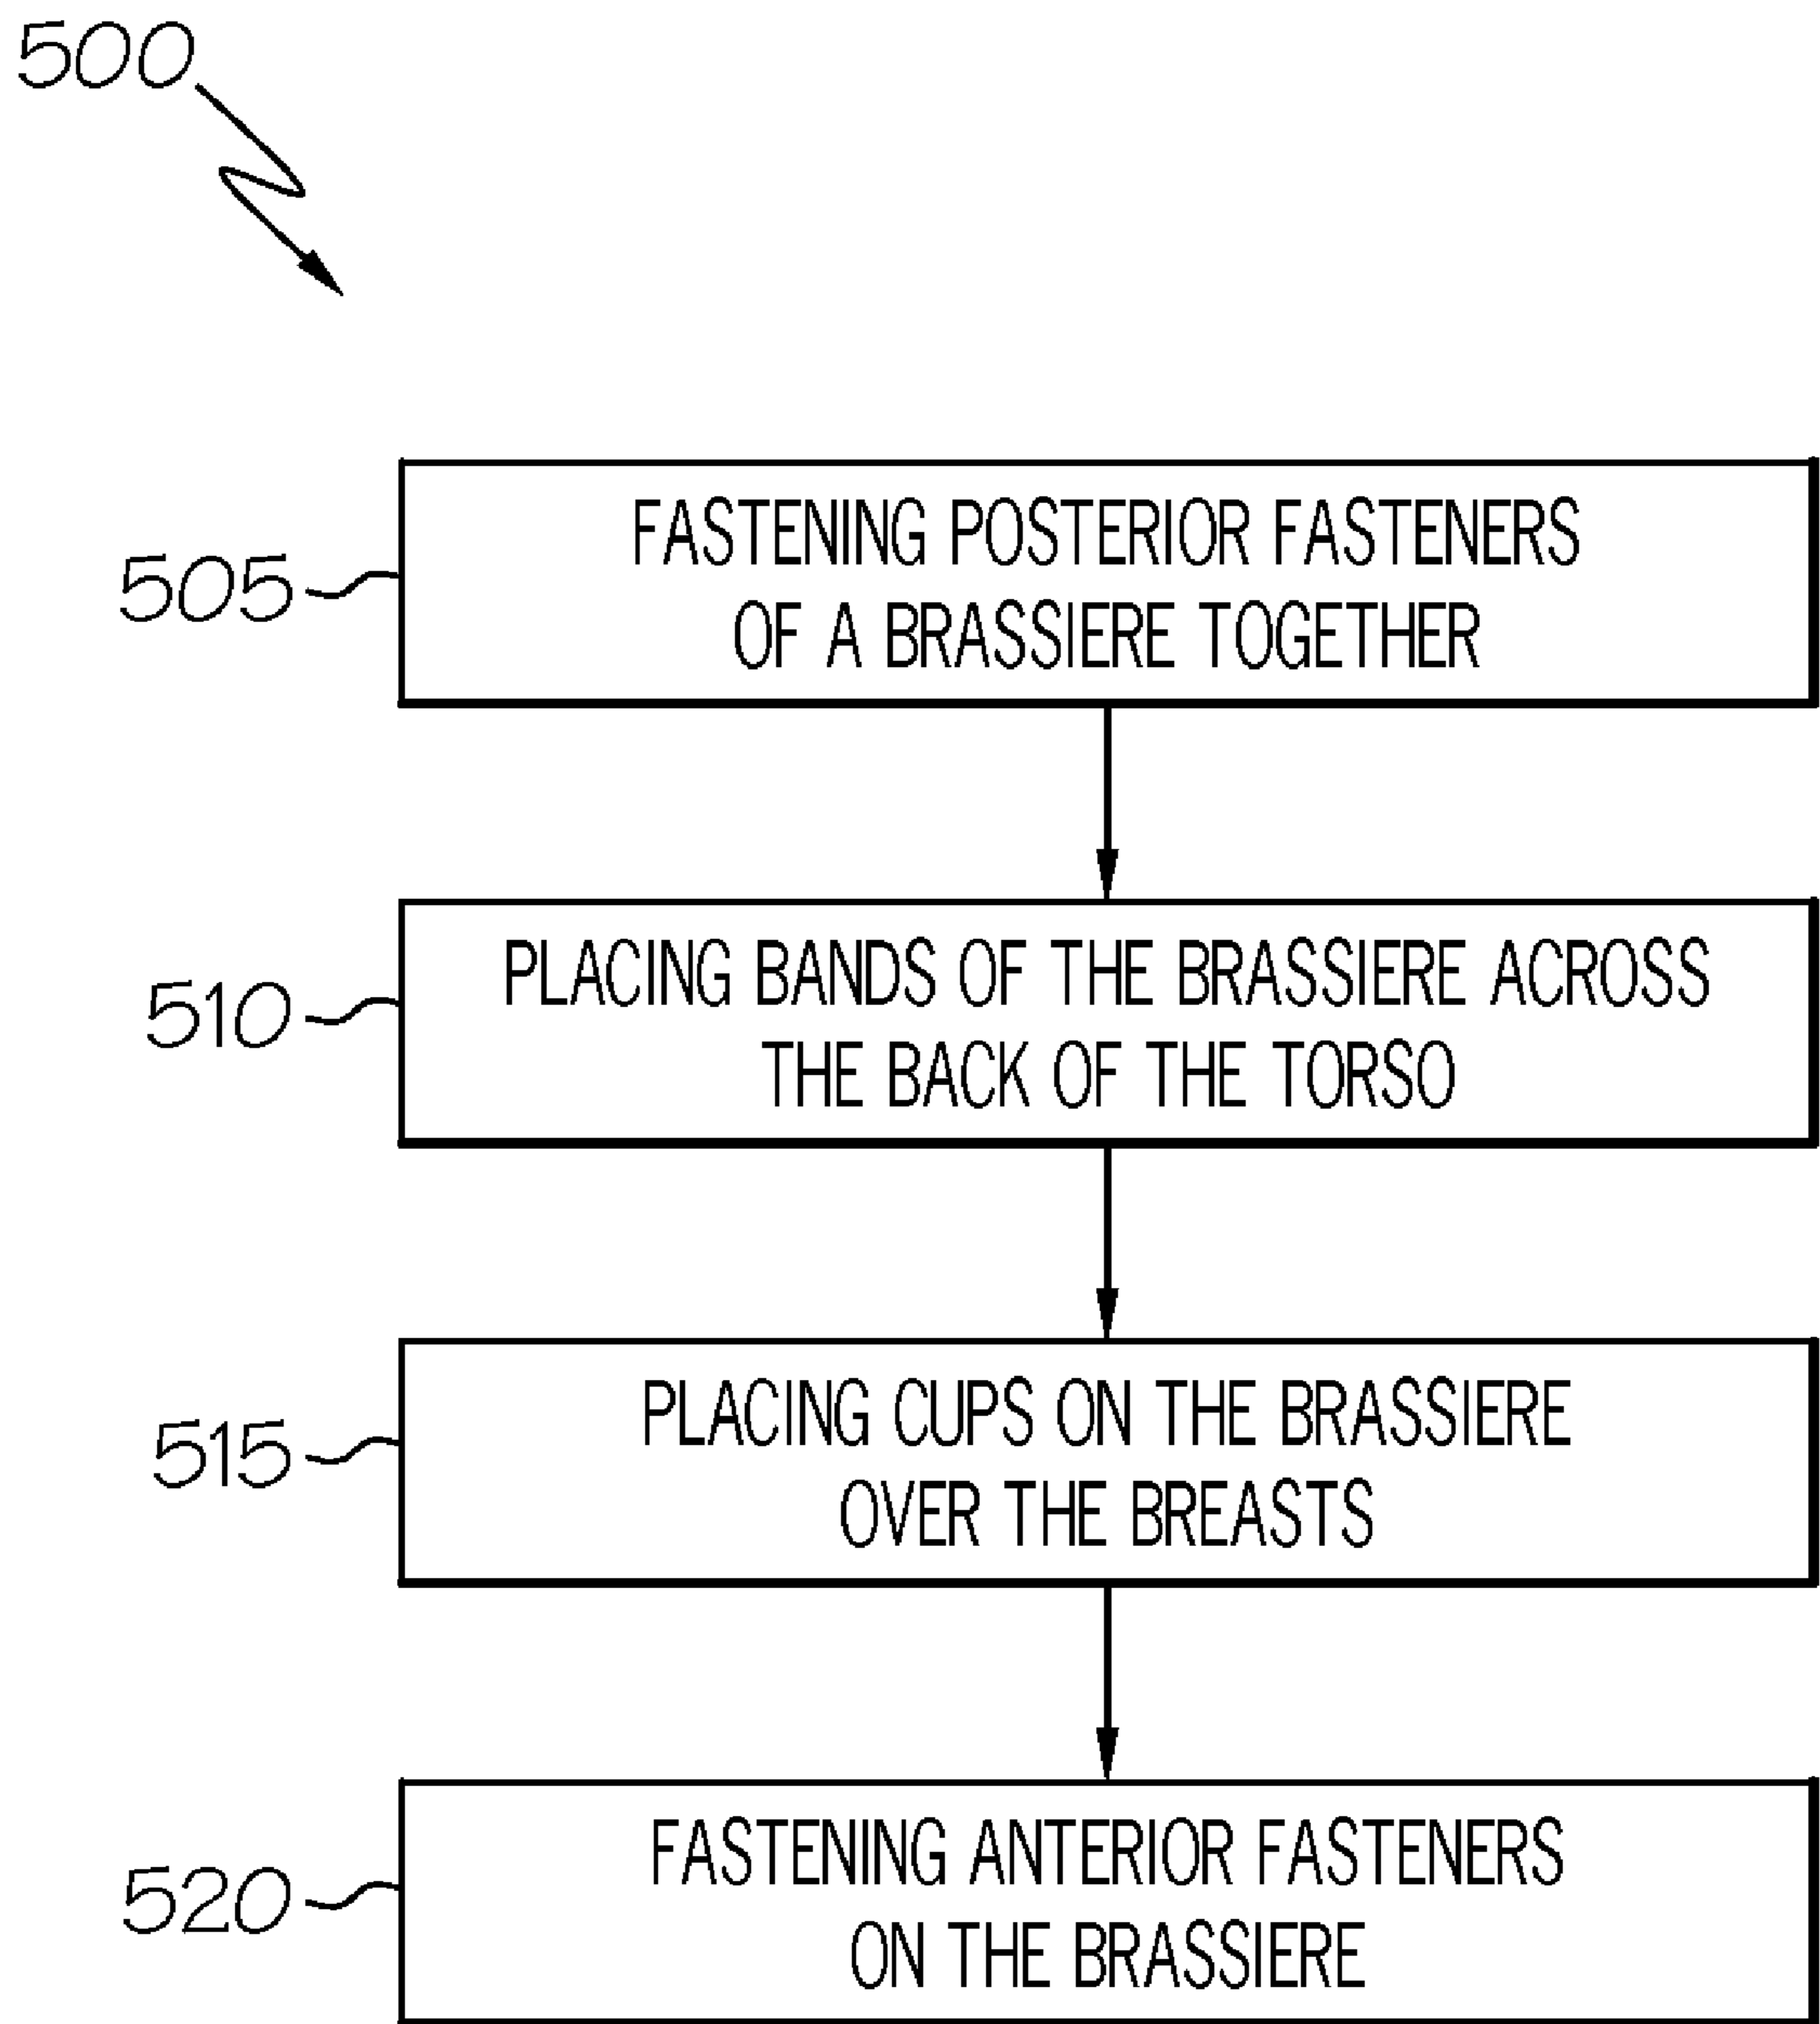 500
505
FASTENING POSTERIOR FASTENERS
OF A BRASSIERE TOGETHER
510
PLACING BANDS OF THE BRASSIERE ACROSS
THE BACK OF THE TORSO
515
PLACING CUPS ON THE BRASSIERE
OVER THE BREASTS
520
FASTENING ANTERIOR FASTENERS
ON THE BRASSIERE